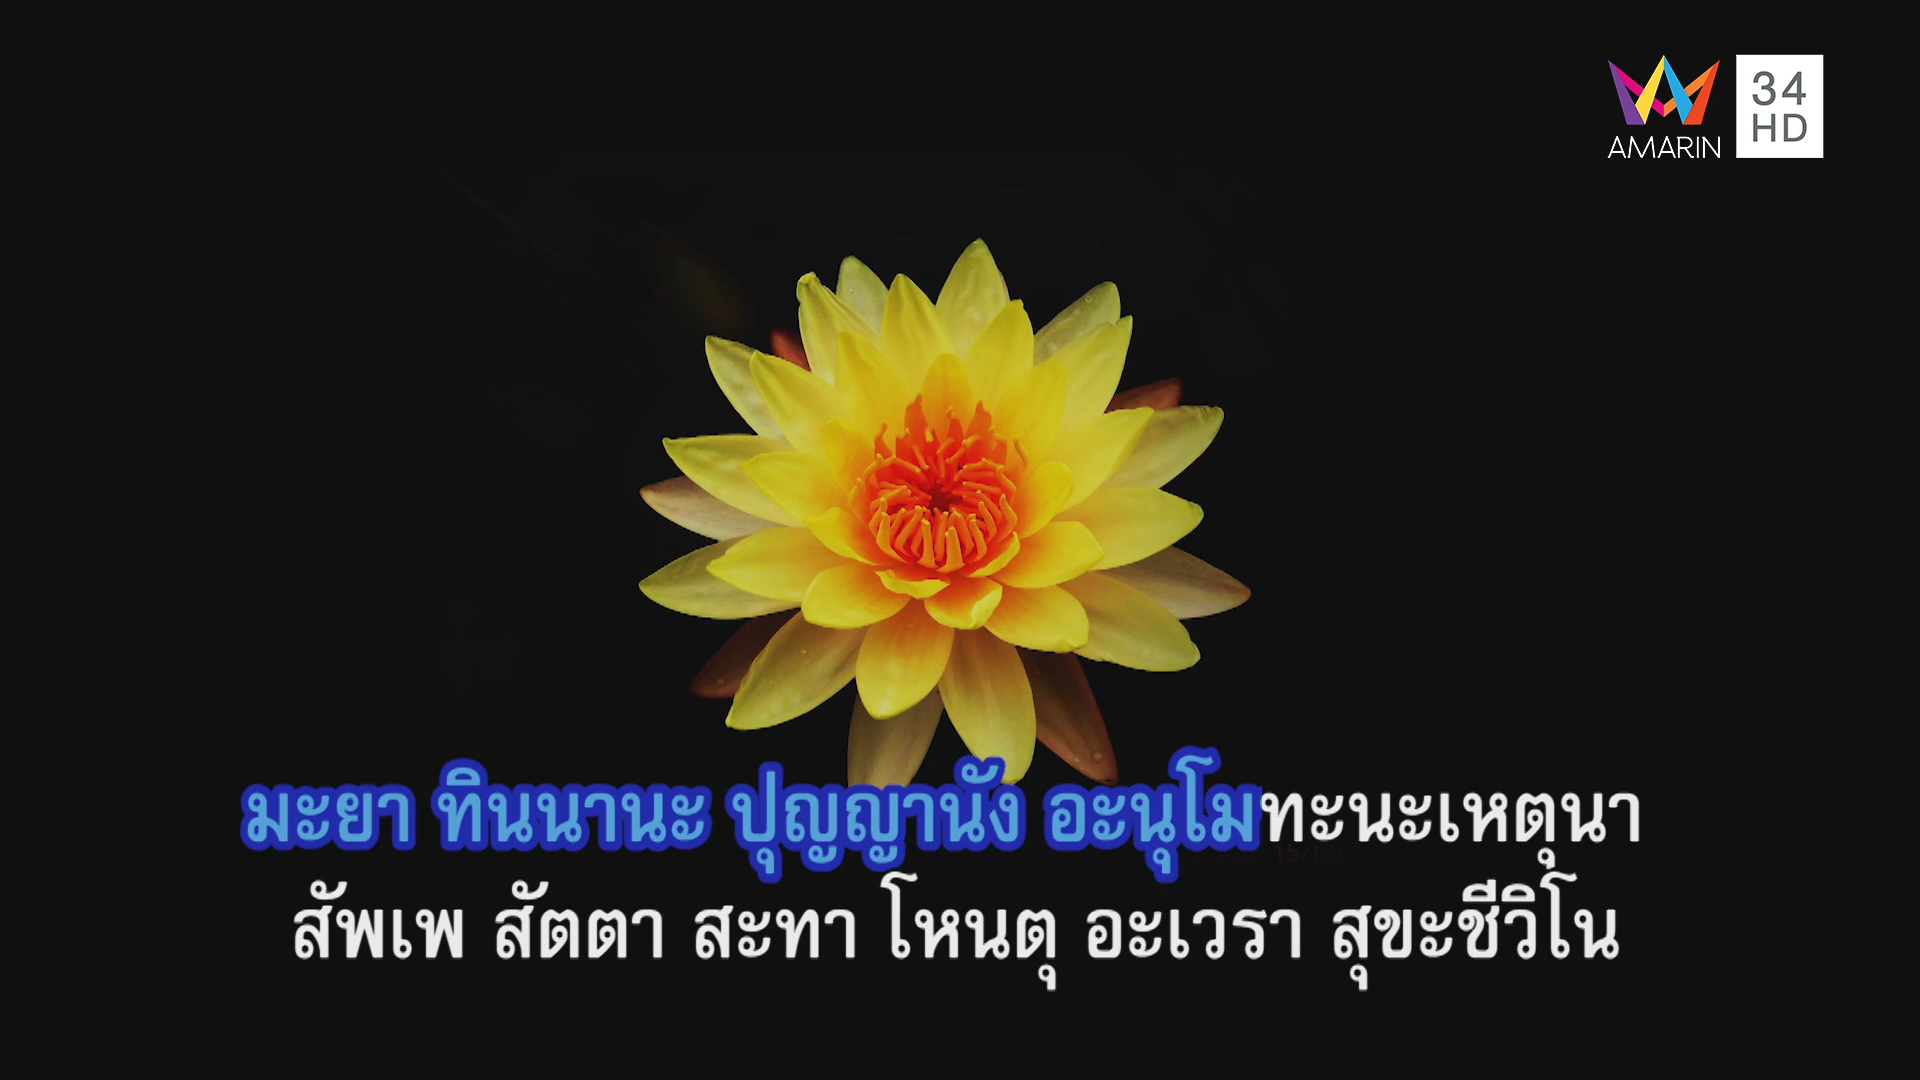 AMARIN
34
HD
มะยา ทินนานะ ปุญญานัง อะนุโมทะนะเหตุนา
สัพเพ สัตตา สะทา โหนตุ อะเวรา สุขะชีวิโน